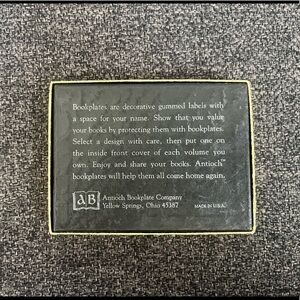 Bookplates are decorative gummed labels with
a space for your name. Show that you value
your books by protecting them with bookplates.
Select a design with care, then put one on
the inside front cover of each volume you
own. Enjoy and share your books. Antioch™
bookplates will help them all come home again.
AB
Antioch Bookplate Company
Yellow Springs, Ohio 45387
MADE IN U.S.A.